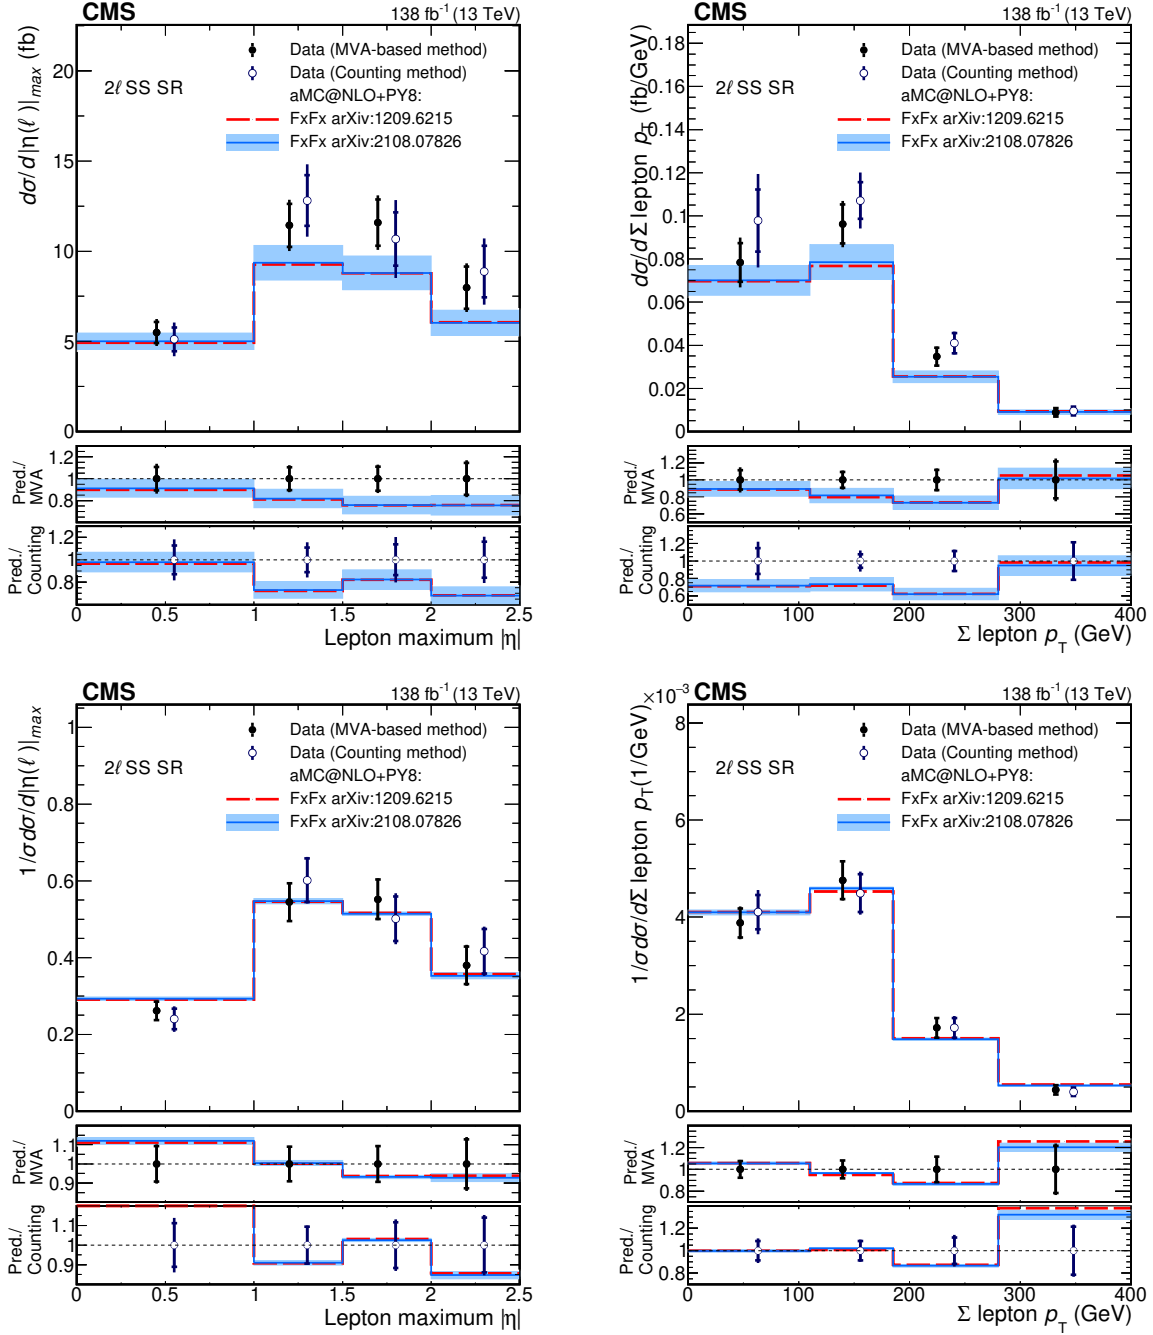 CMS 138 fb⁻¹ (13 TeV)
dσ/d|η(ℓ)|max (fb)
2ℓ SS SR
Data (MVA-based method)
Data (Counting method)
aMC@NLO+PY8:
FxFx arXiv:1209.6215
FxFx arXiv:2108.07826
20
15
10
5
0
Pred./
MVA
1.2
1
0.8
Pred./
Counting
1.2
1
0.8
0 0.5 1 1.5 2 2.5
Lepton maximum |η|
CMS 138 fb⁻¹ (13 TeV)
dσ/dΣ lepton pT (fb/GeV)
2ℓ SS SR
Data (MVA-based method)
Data (Counting method)
aMC@NLO+PY8:
FxFx arXiv:1209.6215
FxFx arXiv:2108.07826
0.18
0.16
0.14
0.12
0.1
0.08
0.06
0.04
0.02
0
Pred./
MVA
1.2
1
0.8
0.6
Pred./
Counting
1.2
1
0.8
0.6
0 100 200 300 400
Σ lepton pT (GeV)
CMS 138 fb⁻¹ (13 TeV)
1/σdσ/d|η(ℓ)|max
2ℓ SS SR
Data (MVA-based method)
Data (Counting method)
aMC@NLO+PY8:
FxFx arXiv:1209.6215
FxFx arXiv:2108.07826
1
0.8
0.6
0.4
0.2
0
Pred./
MVA
1.1
1
0.9
Pred./
Counting
1.1
1
0.9
0 0.5 1 1.5 2 2.5
Lepton maximum |η|
×10⁻³ CMS 138 fb⁻¹ (13 TeV)
1/σdσ/dΣ lepton pT (1/GeV)
2ℓ SS SR
Data (MVA-based method)
Data (Counting method)
aMC@NLO+PY8:
FxFx arXiv:1209.6215
FxFx arXiv:2108.07826
8
6
4
2
0
Pred./
MVA
1.2
1
0.8
Pred./
Counting
1.2
1
0.8
0 100 200 300 400
Σ lepton pT (GeV)